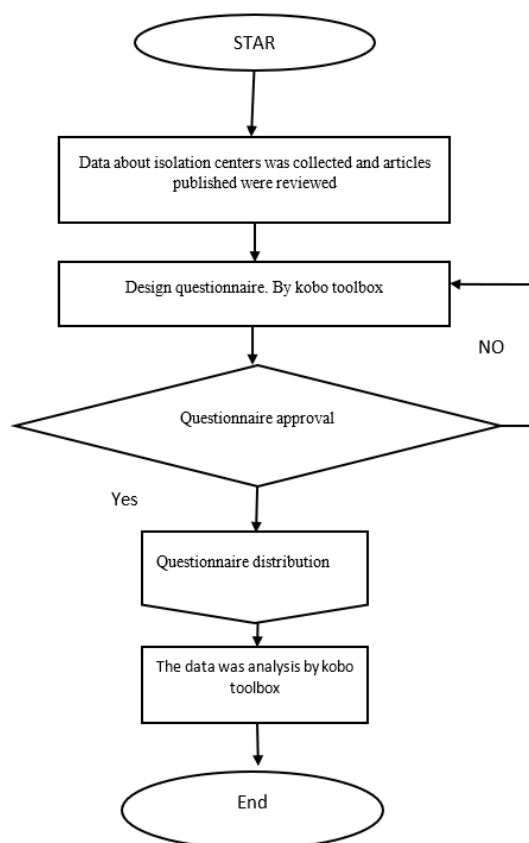 STAR
Data about isolation centers was collected and articles
published were reviewed
Design questionnaire. By kobo toolbox
NO
Questionnaire approval
Yes
Questionnaire distribution
The data was analysis by kobo
toolbox
End